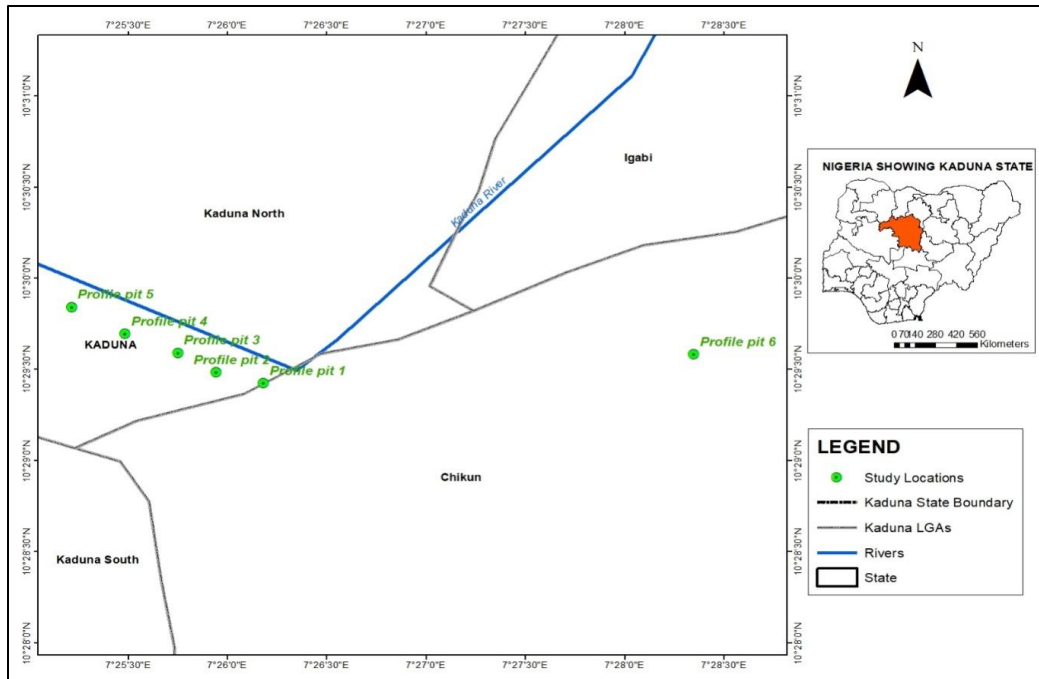 7°25'30"E 7°26'0"E 7°26'30"E 7°27'0"E 7°27'30"E 7°28'0"E 7°28'30"E
10°31'0"N
10°31'0"N
10°30'30"N
10°30'30"N
10°30'0"N
10°30'0"N
10°29'30"N
10°29'30"N
10°29'0"N
10°29'0"N
10°28'30"N
10°28'30"N
10°28'0"N
10°28'0"N
Igabi
Kaduna North
Kaduna River
Profile pit 5
Profile pit 4
KADUNA
Profile pit 3
Profile pit 2
Profile pit 1
Profile pit 6
Chikun
Kaduna South
7°25'30"E 7°26'0"E 7°26'30"E 7°27'0"E 7°27'30"E 7°28'0"E 7°28'30"E
N
NIGERIA SHOWING KADUNA STATE
0 70 140 280 420 560
Kilometers
LEGEND
Study Locations
Kaduna State Boundary
Kaduna LGAs
Rivers
State